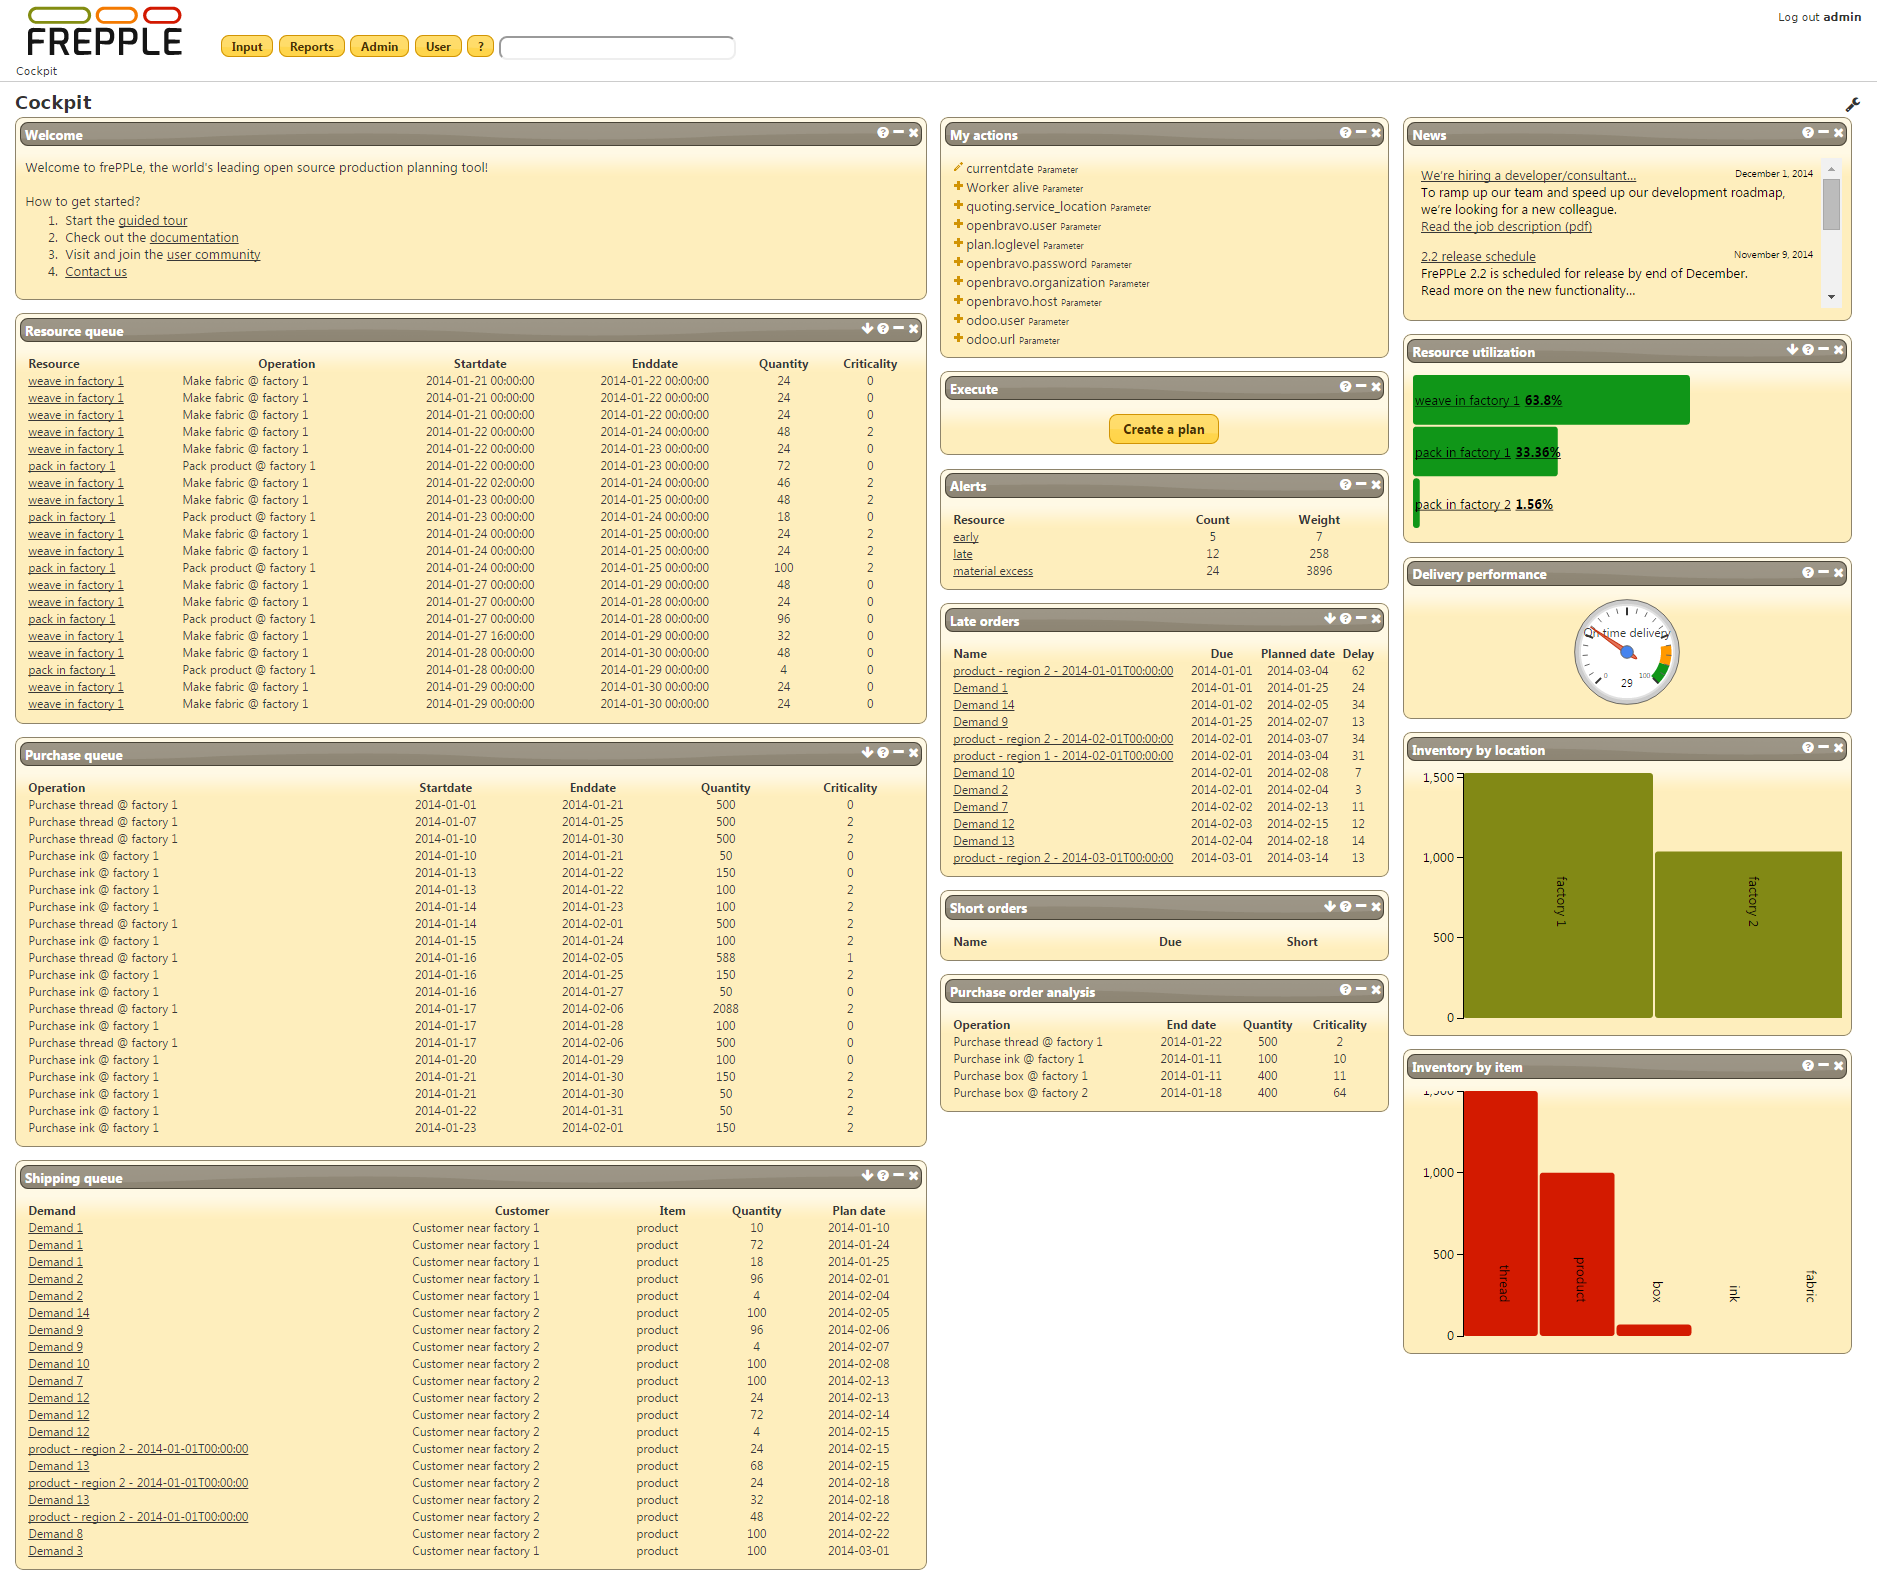 FREPPLE
Input Reports Admin User ?
Log out admin
Cockpit
Cockpit
Welcome
Welcome to frePPLe, the world's leading open source production planning tool!
How to get started?
1. Start the guided tour
2. Check out the documentation
3. Visit and join the user community
4. Contact us
Resource queue
Resource Operation Startdate Enddate Quantity Criticality
weave in factory 1 Make fabric @ factory 1 2014-01-21 00:00:00 2014-01-22 00:00:00 24 0
weave in factory 1 Make fabric @ factory 1 2014-01-21 00:00:00 2014-01-22 00:00:00 24 0
weave in factory 1 Make fabric @ factory 1 2014-01-21 00:00:00 2014-01-22 00:00:00 24 0
weave in factory 1 Make fabric @ factory 1 2014-01-22 00:00:00 2014-01-24 00:00:00 48 2
weave in factory 1 Make fabric @ factory 1 2014-01-22 00:00:00 2014-01-23 00:00:00 24 0
pack in factory 1 Pack product @ factory 1 2014-01-22 00:00:00 2014-01-23 00:00:00 72 0
weave in factory 1 Make fabric @ factory 1 2014-01-22 02:00:00 2014-01-24 00:00:00 46 2
weave in factory 1 Make fabric @ factory 1 2014-01-23 00:00:00 2014-01-25 00:00:00 48 2
pack in factory 1 Pack product @ factory 1 2014-01-23 00:00:00 2014-01-24 00:00:00 18 0
weave in factory 1 Make fabric @ factory 1 2014-01-24 00:00:00 2014-01-25 00:00:00 24 2
weave in factory 1 Make fabric @ factory 1 2014-01-24 00:00:00 2014-01-25 00:00:00 24 2
pack in factory 1 Pack product @ factory 1 2014-01-24 00:00:00 2014-01-25 00:00:00 100 2
weave in factory 1 Make fabric @ factory 1 2014-01-27 00:00:00 2014-01-29 00:00:00 48 0
weave in factory 1 Make fabric @ factory 1 2014-01-27 00:00:00 2014-01-28 00:00:00 24 0
pack in factory 1 Pack product @ factory 1 2014-01-27 00:00:00 2014-01-28 00:00:00 96 0
weave in factory 1 Make fabric @ factory 1 2014-01-27 16:00:00 2014-01-29 00:00:00 32 0
weave in factory 1 Make fabric @ factory 1 2014-01-28 00:00:00 2014-01-30 00:00:00 48 0
pack in factory 1 Pack product @ factory 1 2014-01-28 00:00:00 2014-01-29 00:00:00 4 0
weave in factory 1 Make fabric @ factory 1 2014-01-29 00:00:00 2014-01-30 00:00:00 24 0
weave in factory 1 Make fabric @ factory 1 2014-01-29 00:00:00 2014-01-30 00:00:00 24 0
Purchase queue
Operation Startdate Enddate Quantity Criticality
Purchase thread @ factory 1 2014-01-01 2014-01-21 500 0
Purchase thread @ factory 1 2014-01-07 2014-01-25 500 2
Purchase thread @ factory 1 2014-01-10 2014-01-30 500 2
Purchase ink @ factory 1 2014-01-10 2014-01-21 50 0
Purchase ink @ factory 1 2014-01-13 2014-01-22 150 0
Purchase ink @ factory 1 2014-01-13 2014-01-22 100 2
Purchase ink @ factory 1 2014-01-14 2014-01-23 100 2
Purchase thread @ factory 1 2014-01-14 2014-02-01 500 2
Purchase ink @ factory 1 2014-01-15 2014-01-24 100 2
Purchase thread @ factory 1 2014-01-16 2014-02-05 588 1
Purchase ink @ factory 1 2014-01-16 2014-01-25 150 2
Purchase ink @ factory 1 2014-01-16 2014-01-27 50 0
Purchase thread @ factory 1 2014-01-17 2014-02-06 2088 2
Purchase ink @ factory 1 2014-01-17 2014-01-28 100 0
Purchase thread @ factory 1 2014-01-17 2014-02-06 500 0
Purchase ink @ factory 1 2014-01-20 2014-01-29 100 0
Purchase ink @ factory 1 2014-01-21 2014-01-30 150 2
Purchase ink @ factory 1 2014-01-21 2014-01-30 50 2
Purchase ink @ factory 1 2014-01-22 2014-01-31 50 2
Purchase ink @ factory 1 2014-01-23 2014-02-01 150 2
Shipping queue
Demand Customer Item Quantity Plan date
Demand 1 Customer near factory 1 product 10 2014-01-10
Demand 1 Customer near factory 1 product 72 2014-01-24
Demand 1 Customer near factory 1 product 18 2014-01-25
Demand 2 Customer near factory 1 product 96 2014-02-01
Demand 2 Customer near factory 1 product 4 2014-02-04
Demand 14 Customer near factory 2 product 100 2014-02-05
Demand 9 Customer near factory 2 product 96 2014-02-06
Demand 9 Customer near factory 2 product 4 2014-02-07
Demand 10 Customer near factory 2 product 100 2014-02-08
Demand 7 Customer near factory 2 product 100 2014-02-13
Demand 12 Customer near factory 2 product 24 2014-02-13
Demand 12 Customer near factory 2 product 72 2014-02-14
Demand 12 Customer near factory 2 product 4 2014-02-15
product - region 2 - 2014-01-01T00:00:00 Customer near factory 2 product 24 2014-02-15
Demand 13 Customer near factory 2 product 68 2014-02-15
product - region 2 - 2014-01-01T00:00:00 Customer near factory 2 product 24 2014-02-18
Demand 13 Customer near factory 2 product 32 2014-02-18
product - region 2 - 2014-01-01T00:00:00 Customer near factory 2 product 48 2014-02-22
Demand 8 Customer near factory 2 product 100 2014-02-22
Demand 3 Customer near factory 1 product 100 2014-03-01
My actions
currentdate Parameter
Worker alive Parameter
quoting.service_location Parameter
openbravo.user Parameter
plan.loglevel Parameter
openbravo.password Parameter
openbravo.organization Parameter
openbravo.host Parameter
odoo.user Parameter
odoo.url Parameter
Execute
Create a plan
Alerts
Resource Count Weight
early 5 7
late 12 258
material excess 24 3896
Late orders
Name Due Planned date Delay
product - region 2 - 2014-01-01T00:00:00 2014-01-01 2014-03-04 62
Demand 1 2014-01-01 2014-01-25 24
Demand 14 2014-01-02 2014-02-05 34
Demand 9 2014-01-25 2014-02-07 13
product - region 2 - 2014-02-01T00:00:00 2014-02-01 2014-03-07 34
product - region 1 - 2014-02-01T00:00:00 2014-02-01 2014-03-04 31
Demand 10 2014-02-01 2014-02-08 7
Demand 2 2014-02-01 2014-02-04 3
Demand 7 2014-02-02 2014-02-13 11
Demand 12 2014-02-03 2014-02-15 12
Demand 13 2014-02-04 2014-02-18 14
product - region 2 - 2014-03-01T00:00:00 2014-03-01 2014-03-14 13
Short orders
Name Due Short
Purchase order analysis
Operation End date Quantity Criticality
Purchase thread @ factory 1 2014-01-22 500 2
Purchase ink @ factory 1 2014-01-11 100 10
Purchase box @ factory 1 2014-01-11 400 11
Purchase box @ factory 2 2014-01-18 400 64
News
We're hiring a developer/consultant... December 1, 2014
To ramp up our team and speed up our development roadmap,
we're looking for a new colleague.
Read the job description (pdf)
2.2 release schedule November 9, 2014
FrePPLe 2.2 is scheduled for release by end of December.
Read more on the new functionality...
Resource utilization
weave in factory 1 63.8%
pack in factory 1 33.36%
pack in factory 2 1.56%
Delivery performance
On time delivery
0 100
29
Inventory by location
1,500
1,000
500
0
factory 1
factory 2
Inventory by item
1,500
1,000
500
0
thread
product
box
ink
fabric